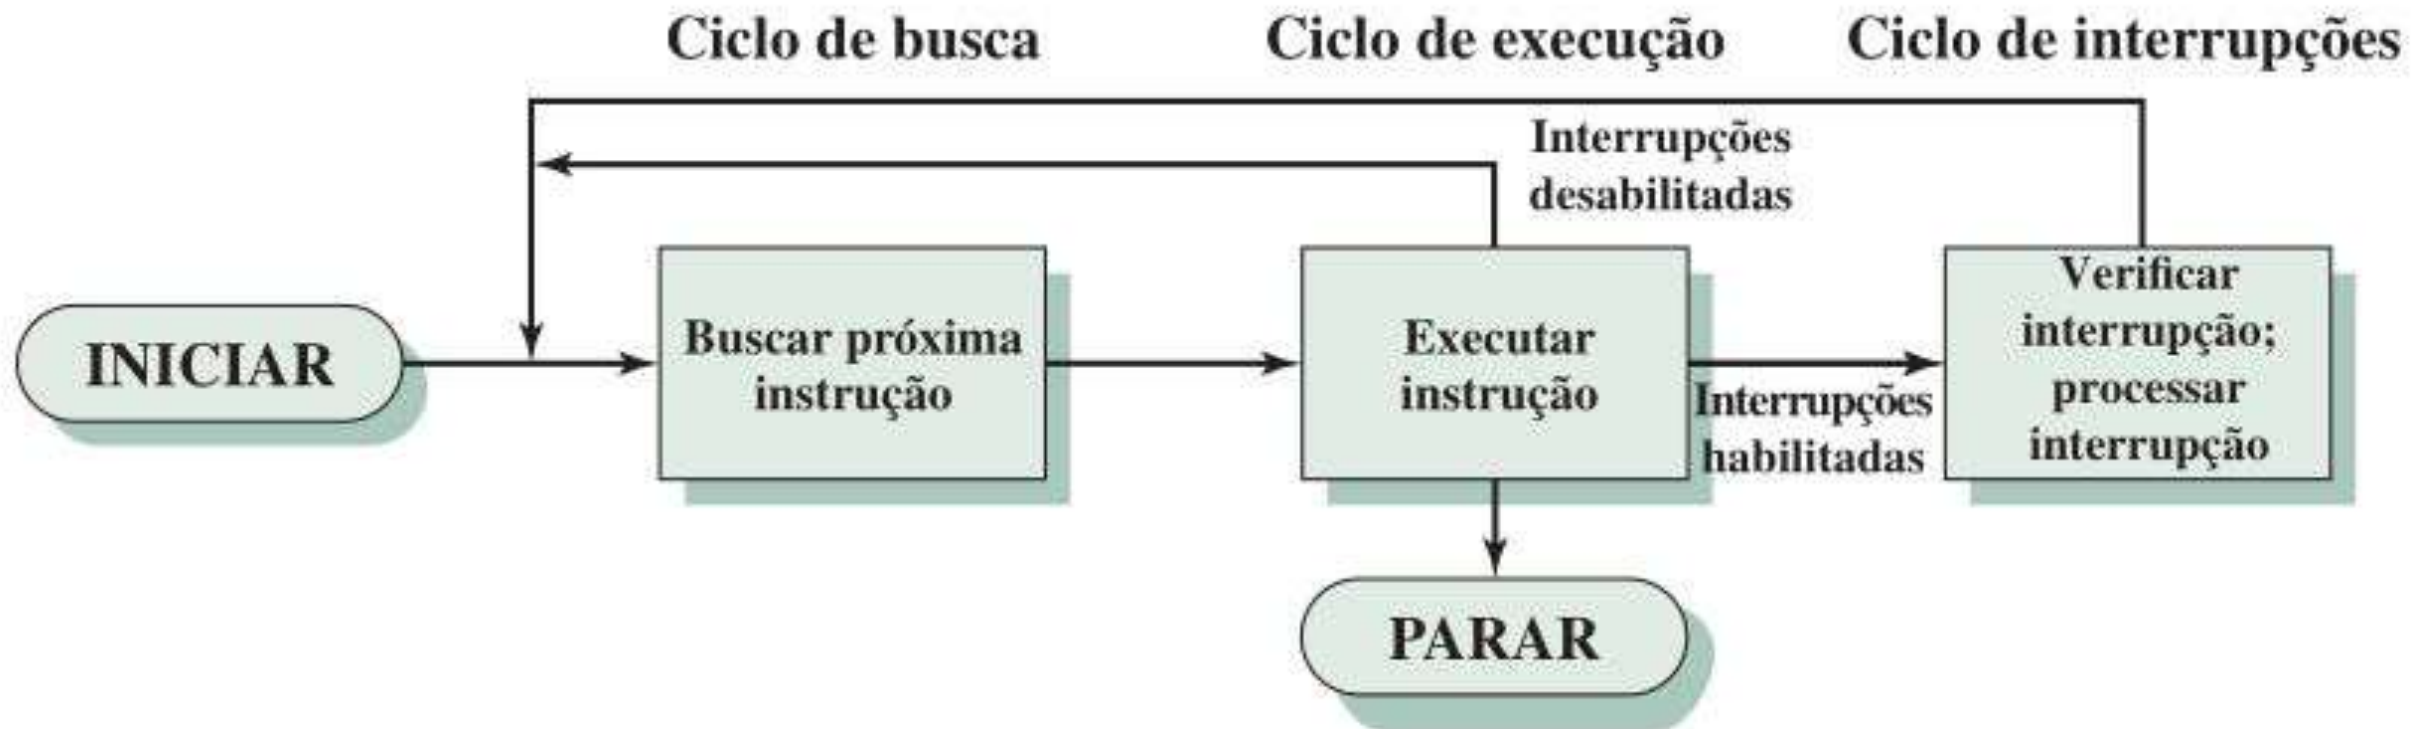 Ciclo de busca
Ciclo de execução
Ciclo de interrupções
Interrupções
desabilitadas
INICIAR
Buscar próxima
instrução
Executar
instrução
Interrupções
habilitadas
Verificar
interrupção;
processar
interrupção
PARAR